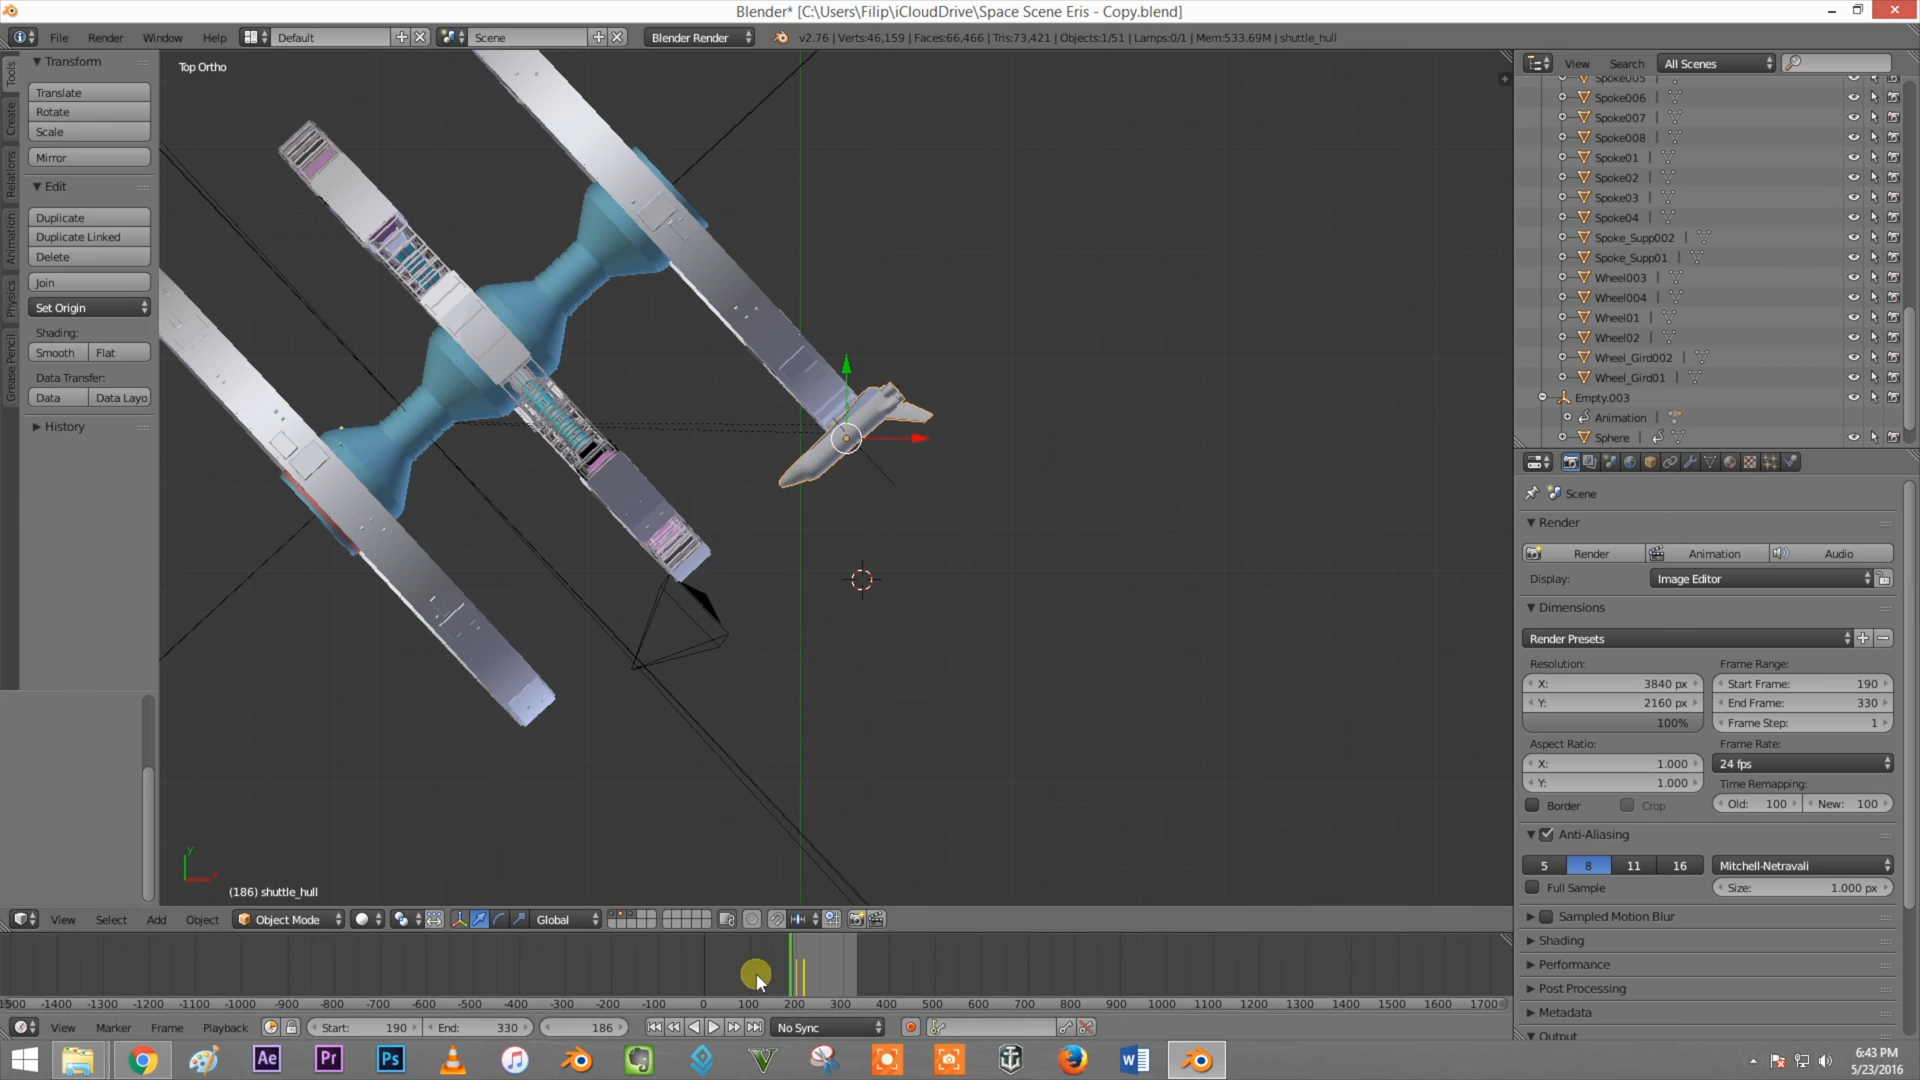 Blender* [C:\Users\Filip\iCloudDrive\Space Scene Eris - Copy.blend]
File Render Window Help Default Scene Blender Render v2.76 | Verts:46,159 | Faces:66,466 | Tris:73,421 | Objects:1/51 | Lamps:0/1 | Mem:533.69M | shuttle_hull
Tools
Create
Relations
Animation
Physics
Grease Pencil
Transform
Translate
Rotate
Scale
Mirror
Edit
Duplicate
Duplicate Linked
Delete
Join
Set Origin
Shading:
Smooth Flat
Data Transfer:
Data Data Layo
History
Top Ortho
y
(186) shuttle_hull
View Search All Scenes
Spoke005
Spoke006
Spoke007
Spoke008
Spoke01
Spoke02
Spoke03
Spoke04
Spoke_Supp002
Spoke_Supp01
Wheel003
Wheel004
Wheel01
Wheel02
Wheel_Gird002
Wheel_Gird01
Empty.003
Animation
Sphere
Scene
Render
Render Animation Audio
Display: Image Editor
Dimensions
Render Presets
Resolution: Frame Range:
X: 3840 px Start Frame: 190
Y: 2160 px End Frame: 330
100% Frame Step: 1
Aspect Ratio: Frame Rate:
X: 1.000 24 fps
Y: 1.000 Time Remapping:
Border Crop Old: 100 New: 100
Anti-Aliasing
5 8 11 16 Mitchell-Netravali
Full Sample Size: 1.000 px
Sampled Motion Blur
Shading
Performance
Post Processing
Metadata
Output
View Select Add Object Object Mode Global
-1400 -1300 -1200 -1100 -1000 -900 -800 -700 -600 -500 -400 -300 -200 -100 0 100 200 300 400 500 600 700 800 900 1000 1100 1200 1300 1400 1500 1600 1700
View Marker Frame Playback Start: 190 End: 330 186 No Sync
Ae Pr Ps
6:43 PM
5/23/2016